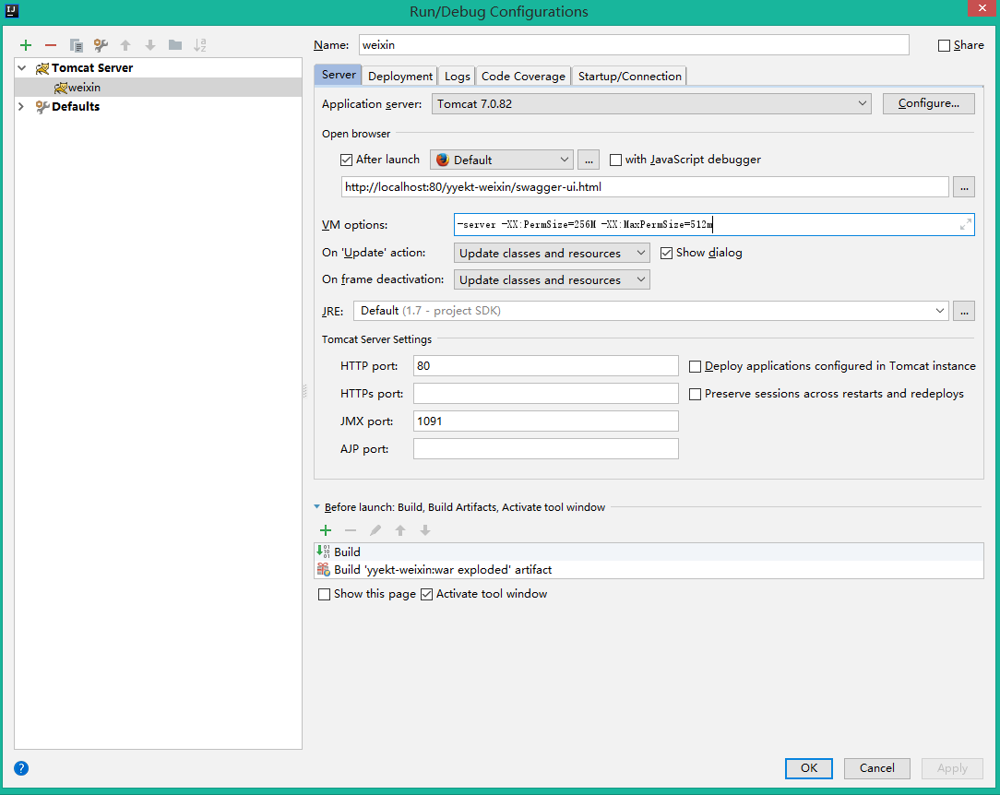 Run/Debug Configurations
Tomcat Server
weixin
Defaults
Name: weixin Share
Server Deployment Logs Code Coverage Startup/Connection
Application server: Tomcat 7.0.82 Configure...
Open browser
After launch Default ... with JavaScript debugger
http://localhost:80/yyekt-weixin/swagger-ui.html ...
VM options: -server -XX:PermSize=256M -XX:MaxPermSize=512m
On 'Update' action: Update classes and resources Show dialog
On frame deactivation: Update classes and resources
JRE: Default (1.7 - project SDK) ...
Tomcat Server Settings
HTTP port: 80 Deploy applications configured in Tomcat instance
HTTPs port: Preserve sessions across restarts and redeploys
JMX port: 1091
AJP port:
Before launch: Build, Build Artifacts, Activate tool window
Build
Build 'yyekt-weixin:war exploded' artifact
Show this page Activate tool window
? OK Cancel Apply